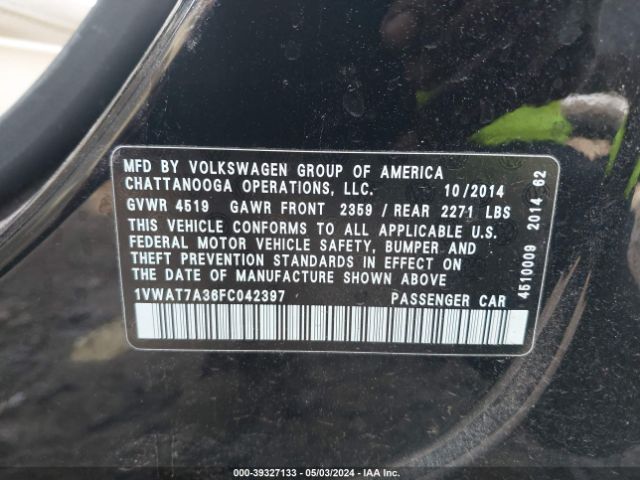 MFD BY VOLKSWAGEN GROUP OF AMERICA
CHATTANOOGA OPERATIONS, LLC. 10/2014
GVWR 4519 GAWR FRONT 2359 / REAR 2271 LBS
THIS VEHICLE CONFORMS TO ALL APPLICABLE U.S.
FEDERAL MOTOR VEHICLE SAFETY, BUMPER AND
THEFT PREVENTION STANDARDS IN EFFECT ON
THE DATE OF MANUFACTURE SHOWN ABOVE
1VWAT7A36FC042397 PASSENGER CAR
4510009 2014 62
000-39327133 - 05/03/2024 - IAA Inc.